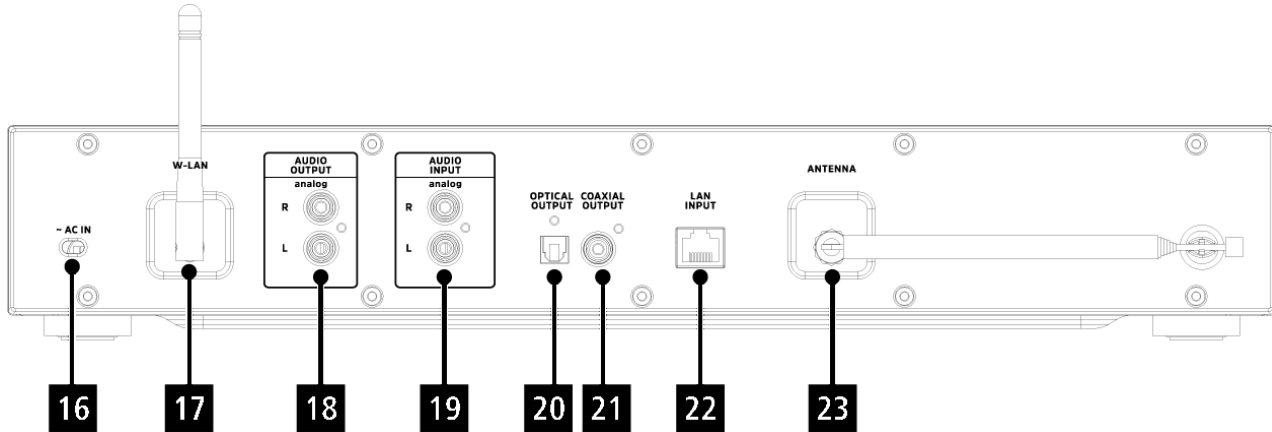 W-LAN
~ AC IN
AUDIO
OUTPUT
analog
R
L
AUDIO
INPUT
analog
R
L
OPTICAL
OUTPUT
COAXIAL
OUTPUT
LAN
INPUT
ANTENNA
16
17
18
19
20
21
22
23